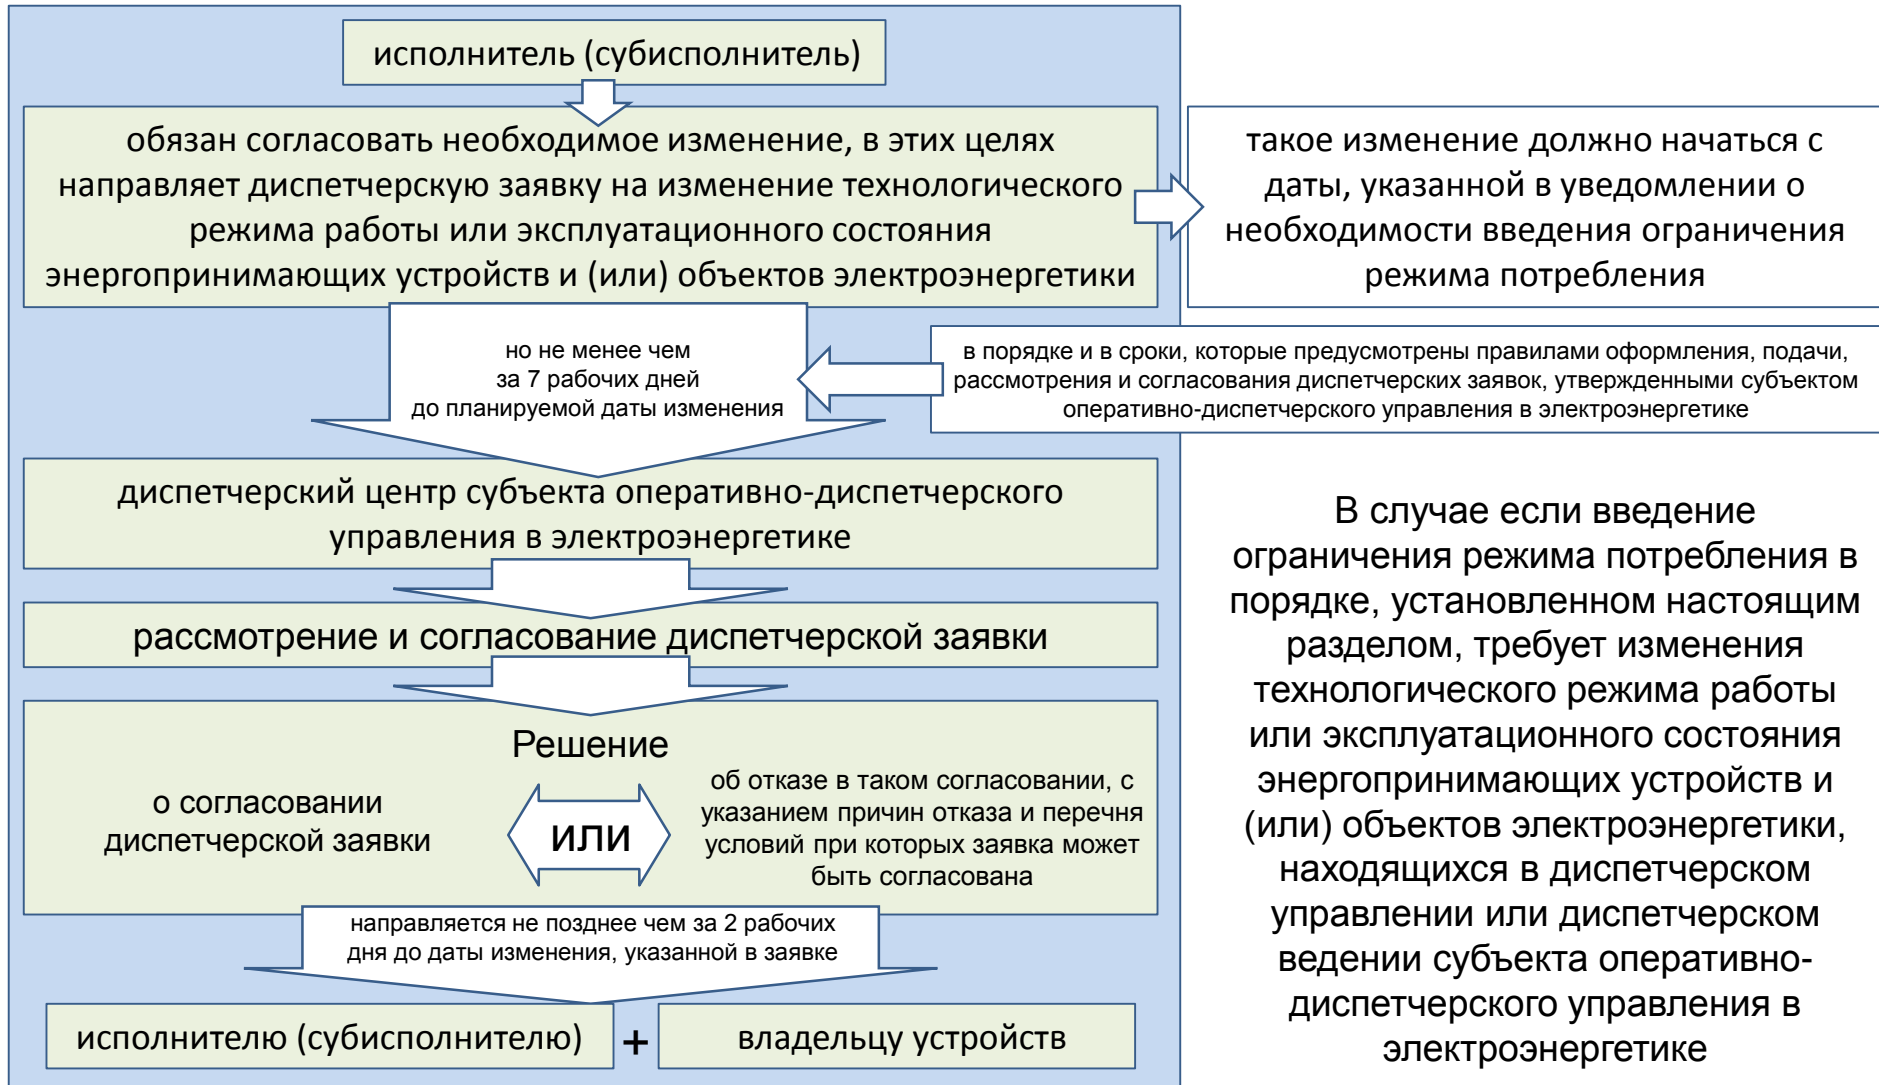 исполнитель (субисполнитель)
обязан согласовать необходимое изменение, в этих целях
направляет диспетчерскую заявку на изменение технологического
режима работы или эксплуатационного состояния
энергопринимающих устройств и (или) объектов электроэнергетики
такое изменение должно начаться с
даты, указанной в уведомлении о
необходимости введения ограничения
режима потребления
но не менее чем
за 7 рабочих дней
до планируемой даты изменения
в порядке и в сроки, которые предусмотрены правилами оформления, подачи,
рассмотрения и согласования диспетчерских заявок, утвержденными субъектом
оперативно-диспетчерского управления в электроэнергетике
диспетчерский центр субъекта оперативно-диспетчерского
управления в электроэнергетике
рассмотрение и согласование диспетчерской заявки
Решение
о согласовании
диспетчерской заявки
или
об отказе в таком согласовании, с
указанием причин отказа и перечня
условий при которых заявка может
быть согласована
направляется не позднее чем за 2 рабочих
дня до даты изменения, указанной в заявке
исполнителю (субисполнителю)
+
владельцу устройств
В случае если введение
ограничения режима потребления в
порядке, установленном настоящим
разделом, требует изменения
технологического режима работы
или эксплуатационного состояния
энергопринимающих устройств и
(или) объектов электроэнергетики,
находящихся в диспетчерском
управлении или диспетчерском
ведении субъекта оперативно-
диспетчерского управления в
электроэнергетике